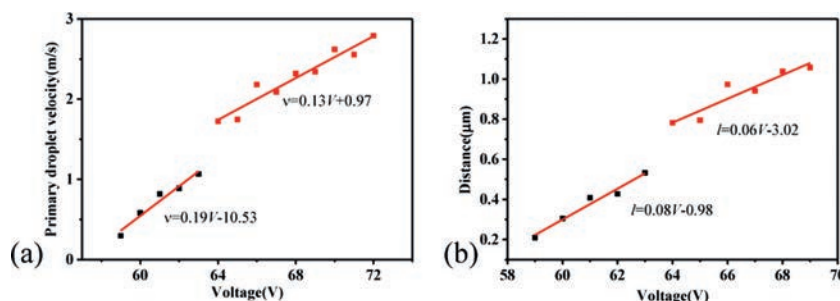 3
2
1
0
60
64
68
72
Primary droplet velocity(m/s)
Voltage(V)
v=0.13V+0.97
v=0.19V-10.53
(a)
1.2
1.0
0.8
0.6
0.4
0.2
58
60
62
64
66
68
70
Distance(μm)
Voltage(V)
l=0.06V-3.02
l=0.08V-0.98
(b)